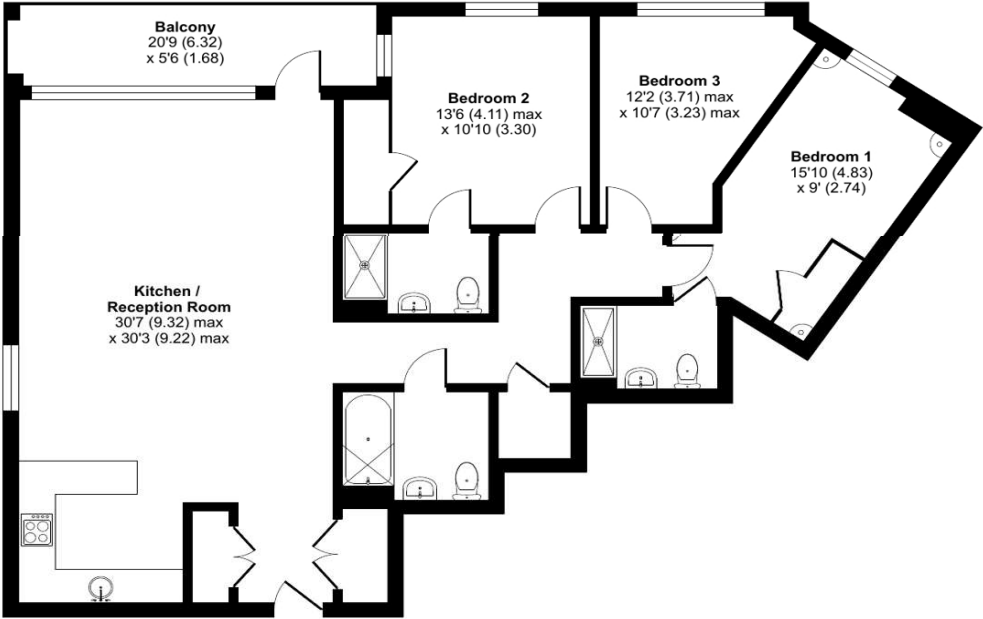 Balcony
20'9 (6.32)
x 5'6 (1.68)
Bedroom 2
13'6 (4.11) max
x 10'10 (3.30)
Bedroom 3
12'2 (3.71) max
x 10'7 (3.23) max
Bedroom 1
15'10 (4.83)
x 9' (2.74)
Kitchen /
Reception Room
30'7 (9.32) max
x 30'3 (9.22) max